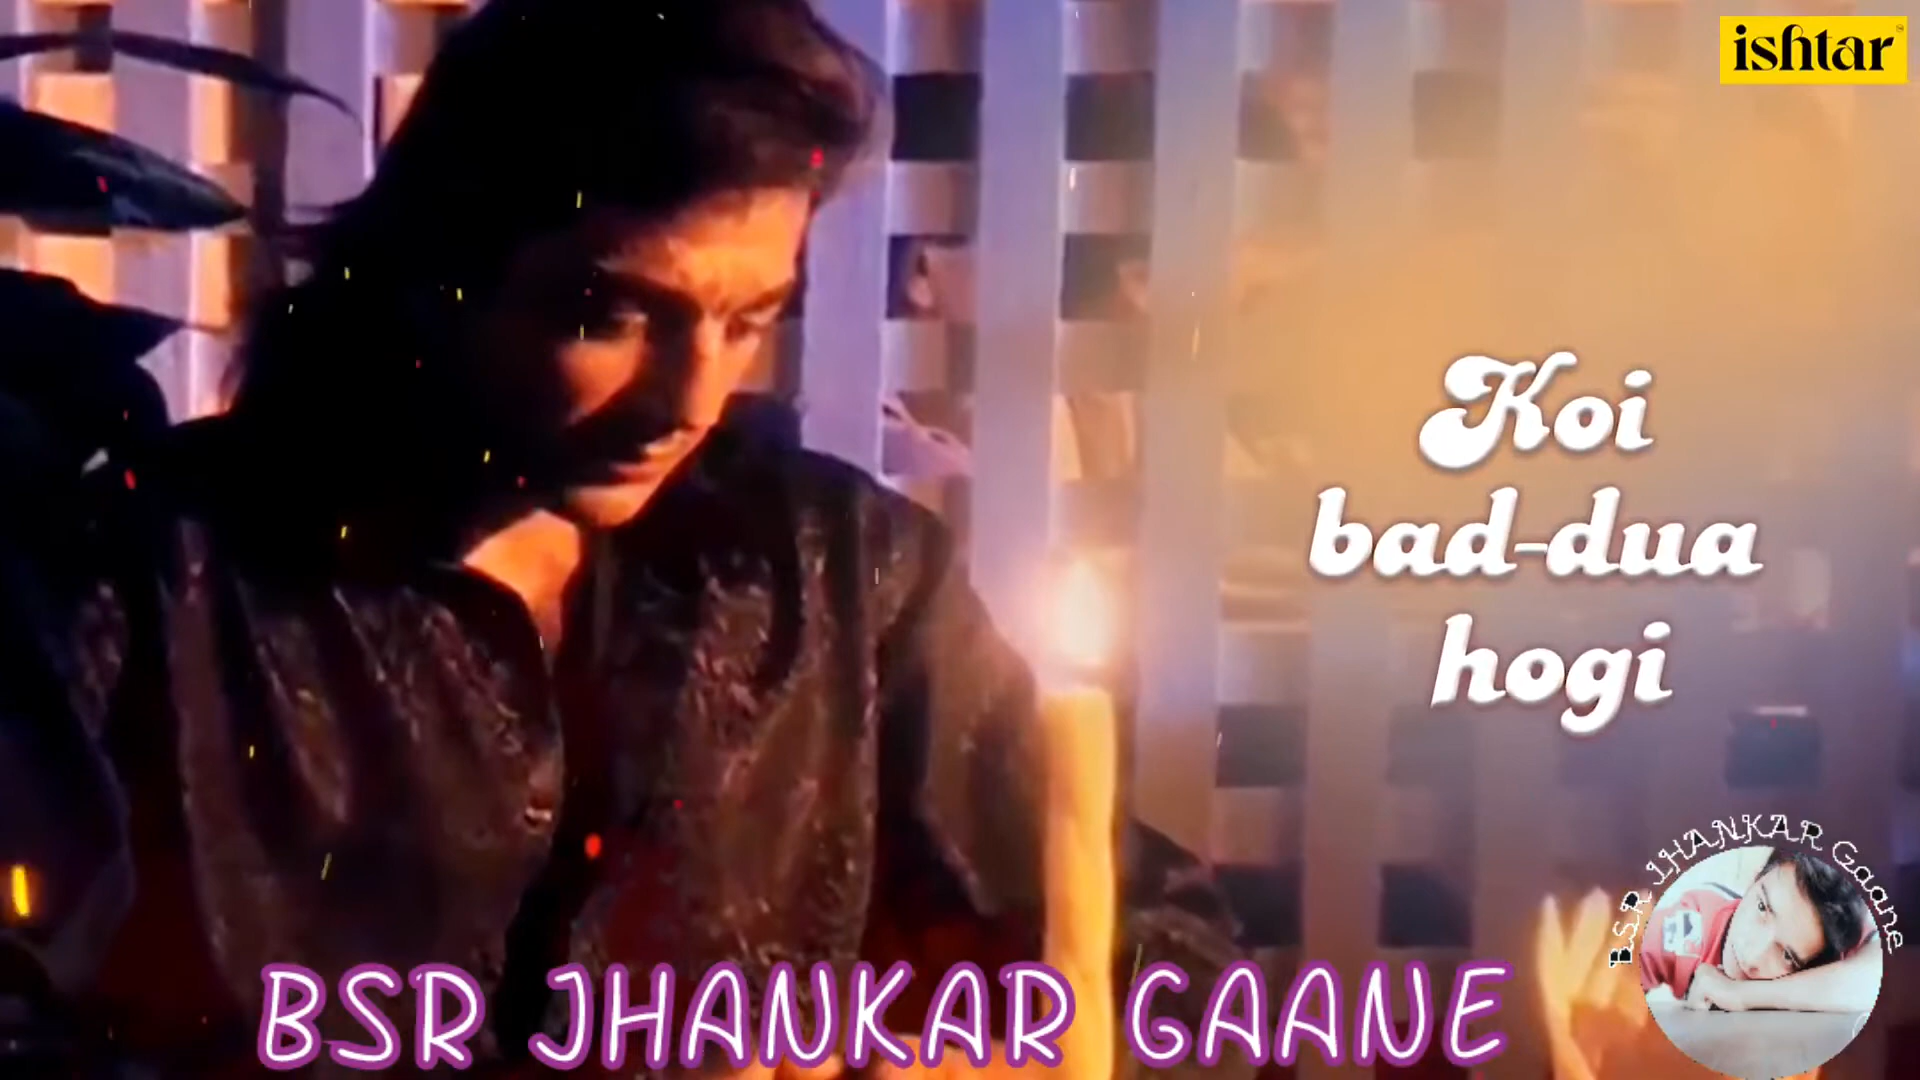 ishtar
Koi
bad-dua
hogi
BSR JHANKAR Gaane
BSR JHANKAR GAANE